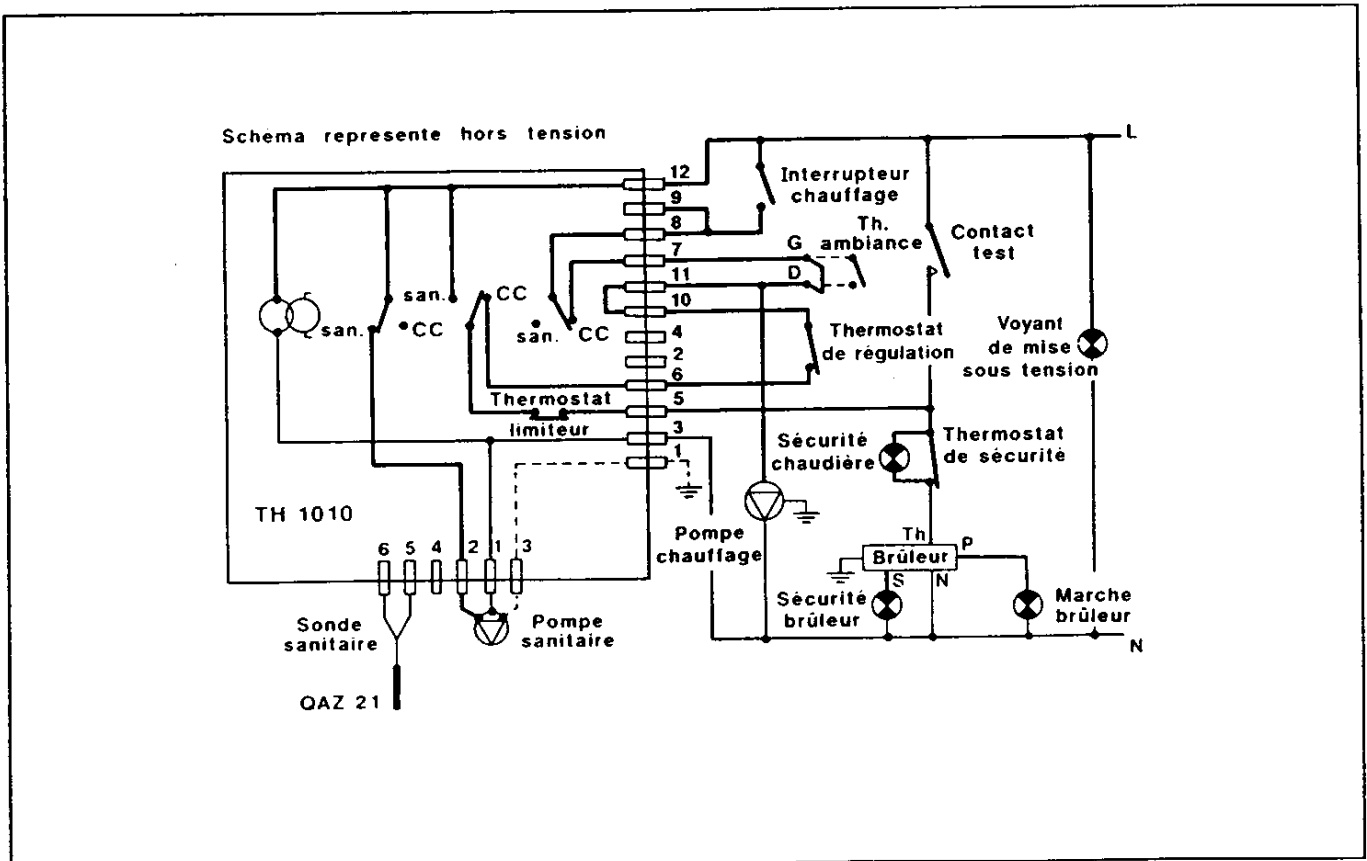 Schéma represente hors tension
L
12
Interrupteur
chauffage
9
8
Th.
ambiance
G
7
Contact
test
D
11
san.
CC
10
san.
CC
san.
CC
4
Thermostat
de régulation
Voyant
de mise
sous tension
2
6
Thermostat
limiteur
5
3
Sécurité
chaudière
Thermostat
de sécurité
1
TH 1010
Pompe
chauffage
Th
P
Brûleur
S
N
6
5
4
2
1
3
Sécurité
brûleur
Marche
brûleur
Sonde
sanitaire
Pompe
sanitaire
N
QAZ 21